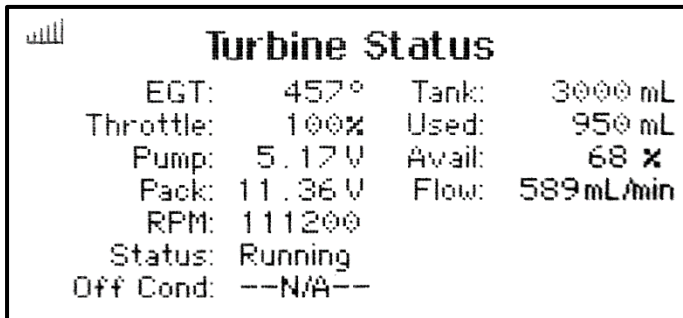 Turbine Status
EGT: 457° Tank: 3000 mL
Throttle: 100% Used: 950 mL
Pump: 5.17 V Avail: 68 %
Pack: 11.36 V Flow: 589 mL/min
RPM: 111200
Status: Running
Off Cond: --N/A--